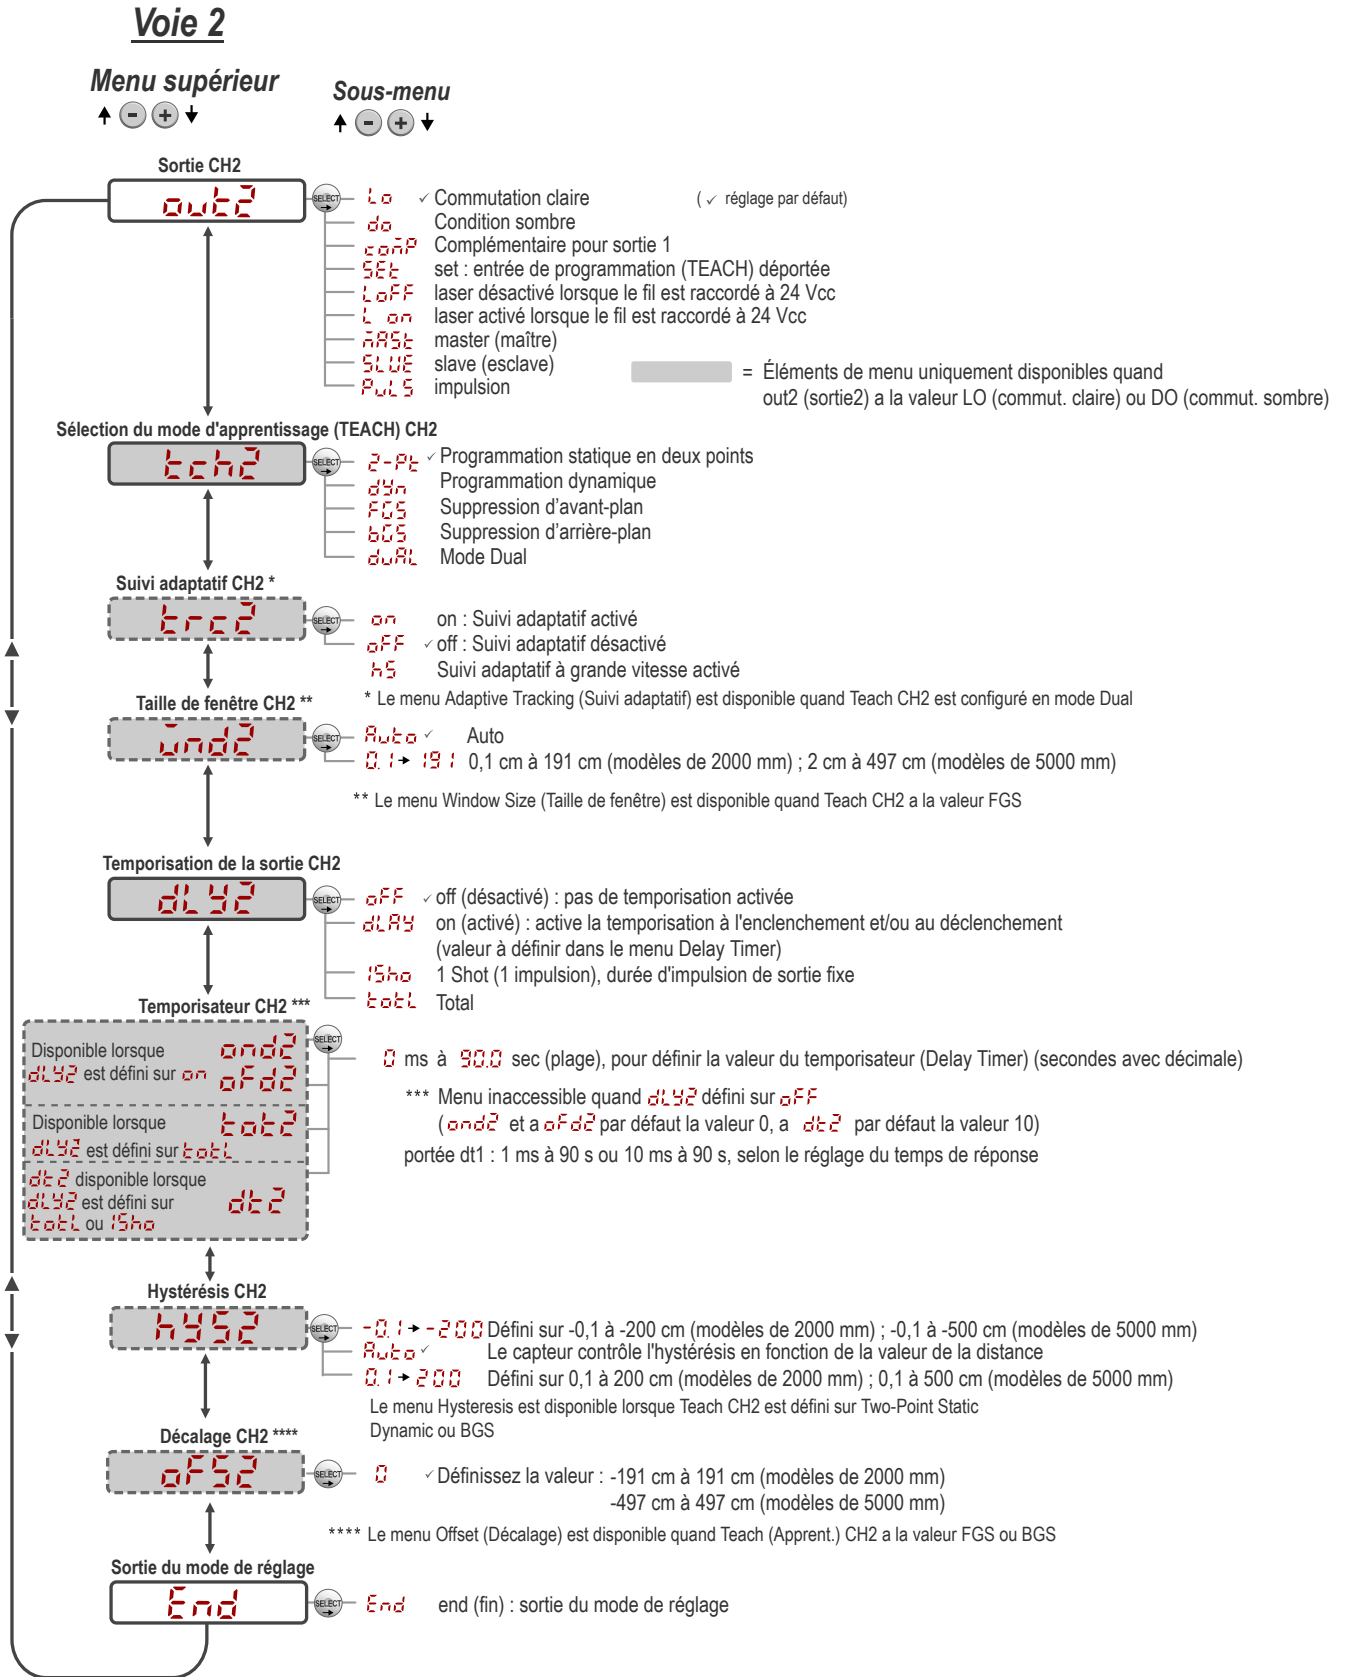 Voie 2
Menu supérieur
Sous-menu
- +
- +
Sortie CH2
out2
SELECT
Lo ✓ Commutation claire
( ✓ réglage par défaut)
do Condition sombre
comP Complémentaire pour sortie 1
SEt set : entrée de programmation (TEACH) déportée
LoFF laser désactivé lorsque le fil est raccordé à 24 Vcc
L on laser activé lorsque le fil est raccordé à 24 Vcc
mASt master (maître)
SLVE slave (esclave)
PuLS impulsion
= Éléments de menu uniquement disponibles quand
out2 (sortie2) a la valeur LO (commut. claire) ou DO (commut. sombre)
Sélection du mode d'apprentissage (TEACH) CH2
tch2
SELECT
2-Pt ✓ Programmation statique en deux points
dYn Programmation dynamique
FGS Suppression d’avant-plan
bGS Suppression d’arrière-plan
duAL Mode Dual
Suivi adaptatif CH2 *
trc2
SELECT
on on : Suivi adaptatif activé
oFF ✓ off : Suivi adaptatif désactivé
hS Suivi adaptatif à grande vitesse activé
* Le menu Adaptive Tracking (Suivi adaptatif) est disponible quand Teach CH2 est configuré en mode Dual
Taille de fenêtre CH2 **
wnd2
SELECT
Auto ✓ Auto
0.1 → 191 0,1 cm à 191 cm (modèles de 2000 mm) ; 2 cm à 497 cm (modèles de 5000 mm)
** Le menu Window Size (Taille de fenêtre) est disponible quand Teach CH2 a la valeur FGS
Temporisation de la sortie CH2
dLY2
SELECT
oFF ✓ off (désactivé) : pas de temporisation activée
dLAY on (activé) : active la temporisation à l'enclenchement et/ou au déclenchement
(valeur à définir dans le menu Delay Timer)
1Sho 1 Shot (1 impulsion), durée d'impulsion de sortie fixe
totL Total
Temporisateur CH2 ***
Disponible lorsque
dLY2 est défini sur on
ond2
oFd2
Disponible lorsque
dLY2 est défini sur totL
tot2
dt2 disponible lorsque
dLY2 est défini sur
totL ou 1Sho
dt2
SELECT
0 ms à 90.0 sec (plage), pour définir la valeur du temporisateur (Delay Timer) (secondes avec décimale)
*** Menu inaccessible quand dLY2 défini sur oFF
( ond2 et a oFd2 par défaut la valeur 0, a dt2 par défaut la valeur 10)
portée dt1 : 1 ms à 90 s ou 10 ms à 90 s, selon le réglage du temps de réponse
Hystérésis CH2
hYS2
SELECT
-0.1 → -200 Défini sur -0,1 à -200 cm (modèles de 2000 mm) ; -0,1 à -500 cm (modèles de 5000 mm)
Auto ✓ Le capteur contrôle l'hystérésis en fonction de la valeur de la distance
0.1 → 200 Défini sur 0,1 à 200 cm (modèles de 2000 mm) ; 0,1 à 500 cm (modèles de 5000 mm)
Le menu Hysteresis est disponible lorsque Teach CH2 est défini sur Two-Point Static
Dynamic ou BGS
Décalage CH2 ****
oFS2
SELECT
0 ✓ Définissez la valeur : -191 cm à 191 cm (modèles de 2000 mm)
-497 cm à 497 cm (modèles de 5000 mm)
**** Le menu Offset (Décalage) est disponible quand Teach (Apprent.) CH2 a la valeur FGS ou BGS
Sortie du mode de réglage
End
SELECT
End end (fin) : sortie du mode de réglage